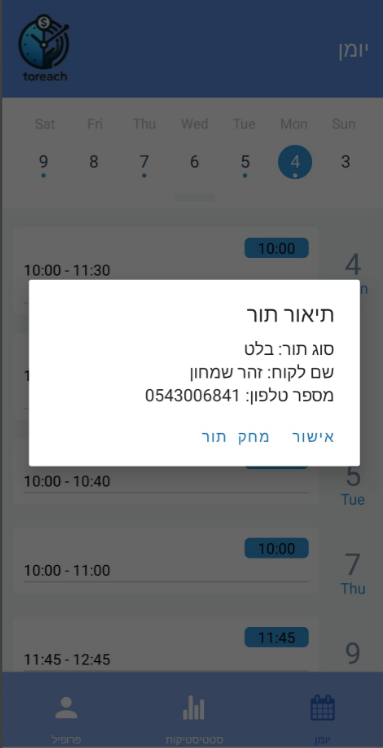 toreach
יומן
Sat Fri Thu Wed Tue Mon Sun
9 8 7 6 5 4 3
10:00
10:00 - 11:30
4
תיאור תור
סוג תור: בלט
שם לקוח: זהר שמחון
מספר טלפון: 0543006841
אישור
מחק תור
10:00 - 10:40
5
Tue
10:00
10:00 - 11:00
7
Thu
11:45
11:45 - 12:45
9
פרופיל
סטטיסטיקות
יומן